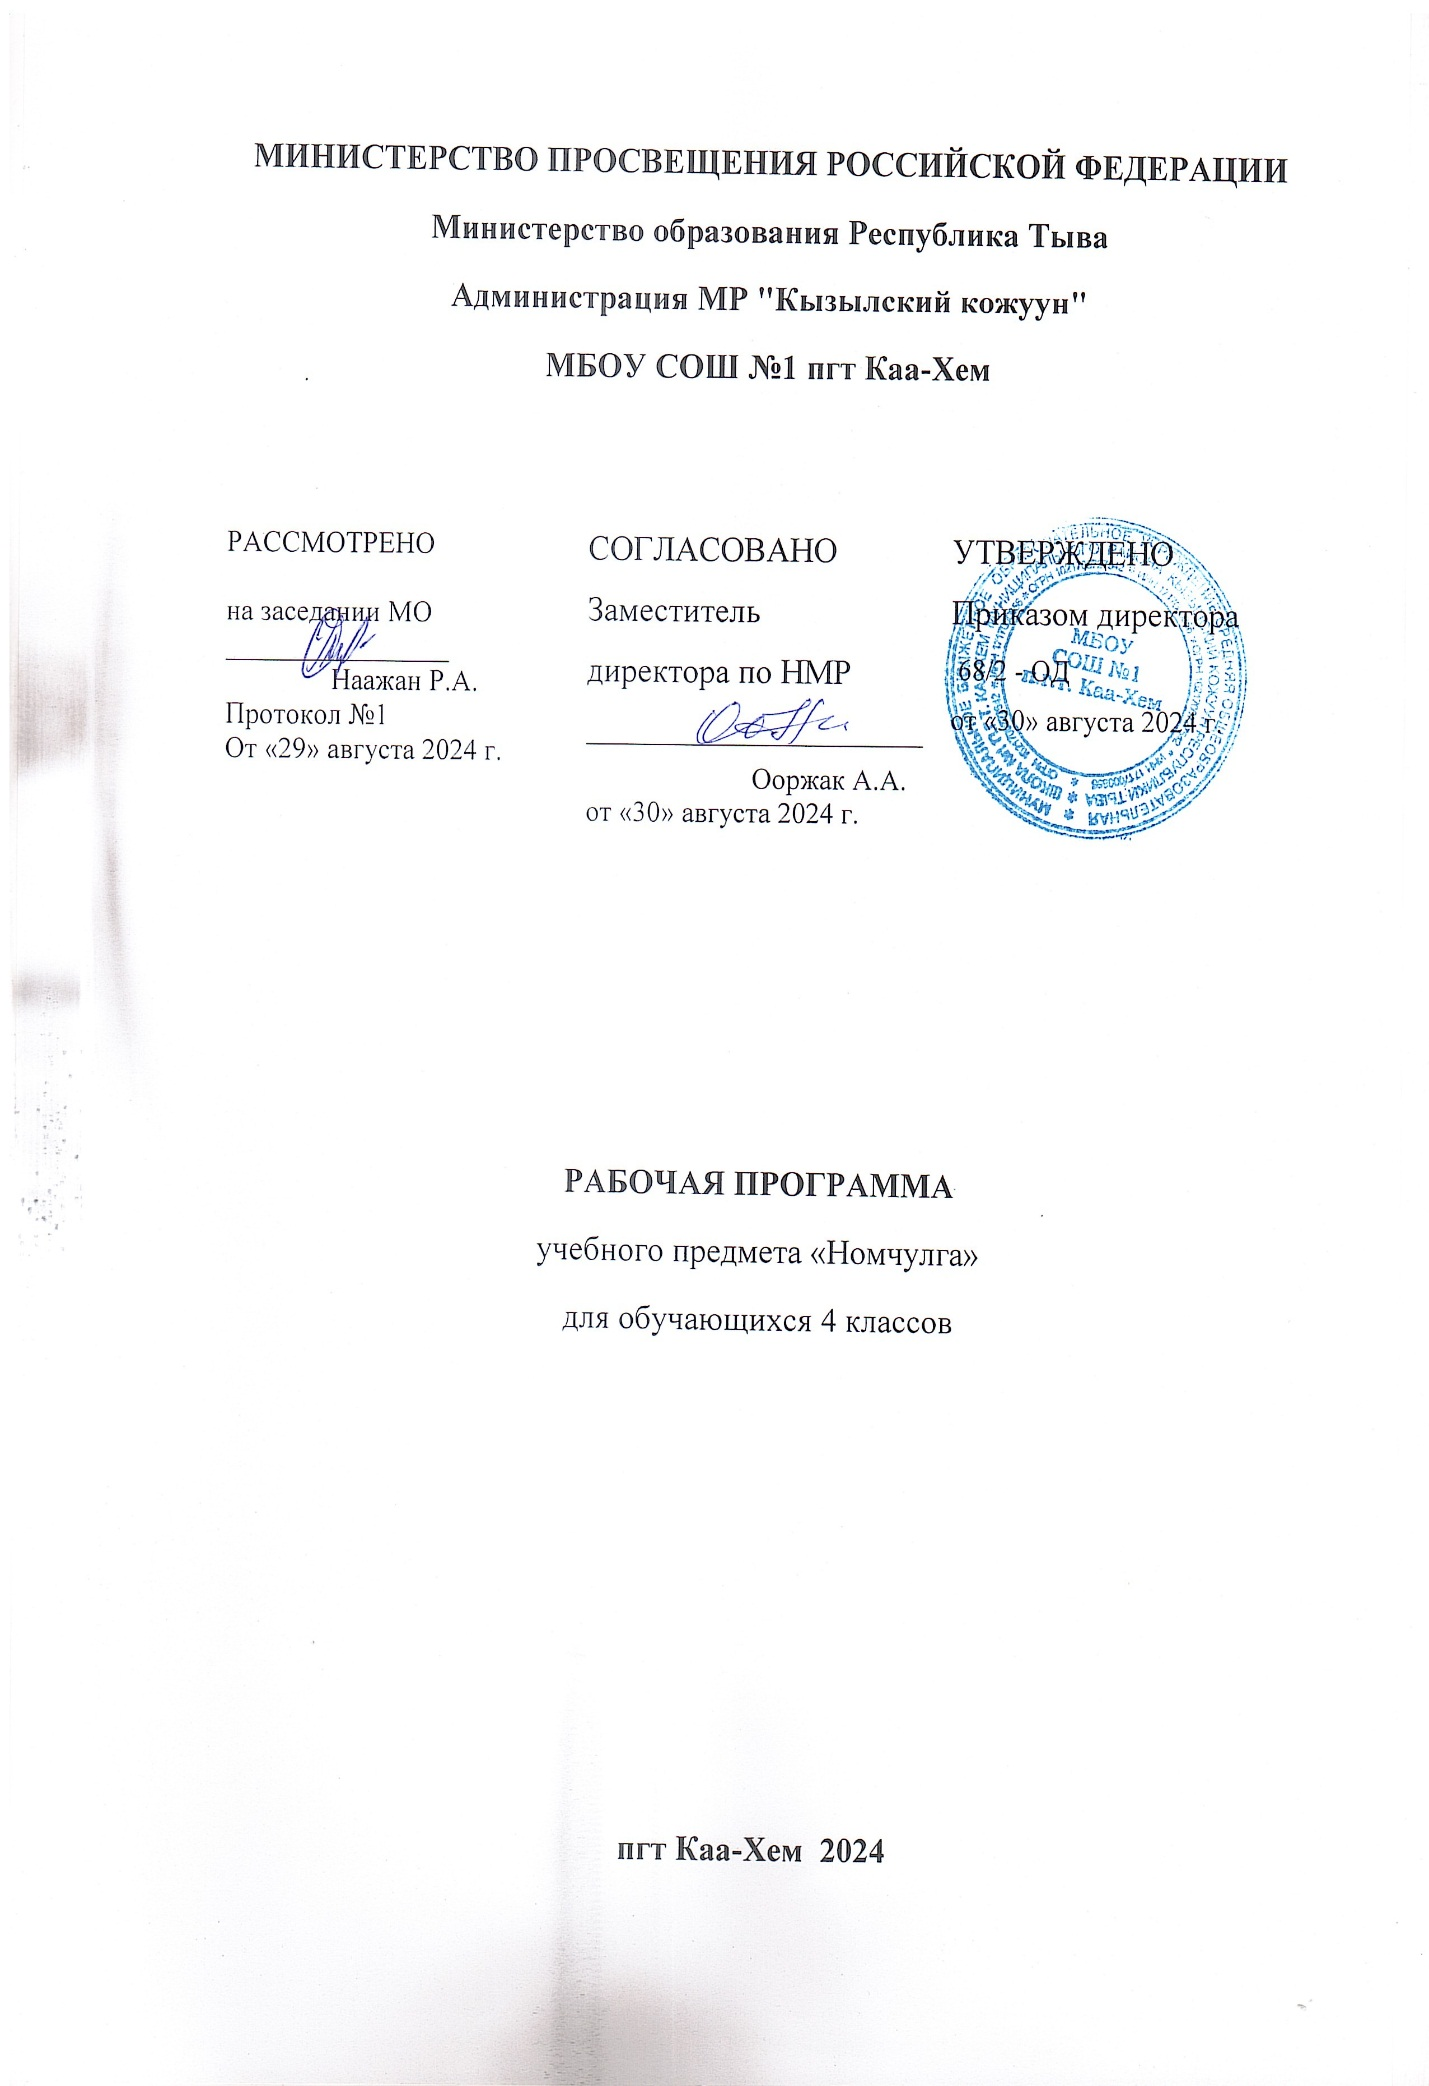 МИНИСТЕРСТВО ПРОСВЕЩЕНИЯ РОССИЙСКОЙ ФЕДЕРАЦИИ
Министерство образования Республика Тыва
Администрация МР "Кызылский кожуун"
МБОУ СОШ №1 пгт Каа-Хем
РАССМОТРЕНО
на заседании МО
Наажан Р.А.
Протокол №1
От «29» августа 2024 г.
СОГЛАСОВАНО
Заместитель
директора по НМР
Ооржак А.А.
от «30» августа 2024 г.
УТВЕРЖДЕНО
Приказом директора
68/2 - ОД
от «30» августа 2024 г.
МБОУ
СОШ №1
п.г.т. Каа-Хем
РАБОЧАЯ ПРОГРАММА
учебного предмета «Номчулга»
для обучающихся 4 классов
пгт Каа-Хем 2024